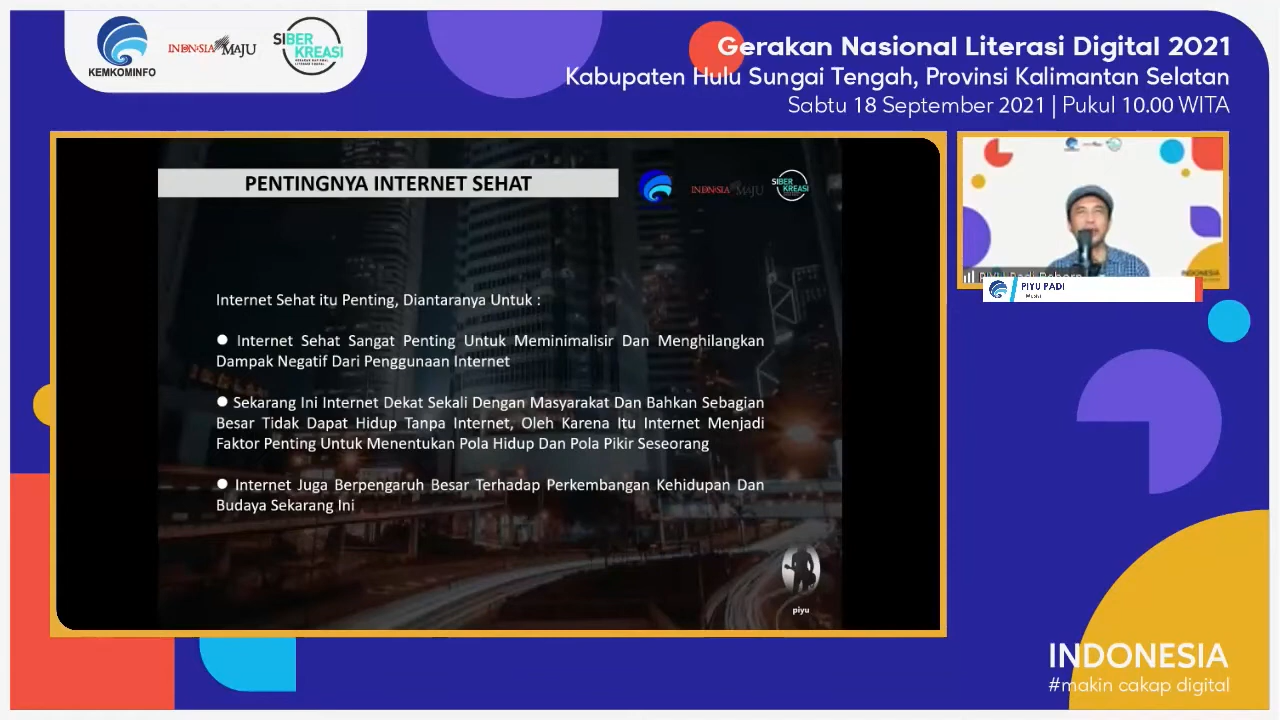 KEMKOMINFO
INDONESIA MAJU
SIBER
KREASI
Gerakan Nasional Literasi Digital 2021
Kabupaten Hulu Sungai Tengah, Provinsi Kalimantan Selatan
Sabtu 18 September 2021 | Pukul 10.00 WITA
PENTINGNYA INTERNET SEHAT
INDONESIA MAJU
SIBER
KREASI
Internet Sehat itu Penting, Diantaranya Untuk :
● Internet Sehat Sangat Penting Untuk Meminimalisir Dan Menghilangkan
Dampak Negatif Dari Penggunaan Internet
● Sekarang Ini Internet Dekat Sekali Dengan Masyarakat Dan Bahkan Sebagian
Besar Tidak Dapat Hidup Tanpa Internet, Oleh Karena Itu Internet Menjadi
Faktor Penting Untuk Menentukan Pola Hidup Dan Pola Pikir Seseorang
● Internet Juga Berpengaruh Besar Terhadap Perkembangan Kehidupan Dan
Budaya Sekarang Ini
piyu
PIYU Padi Reborn
PIYU PADI
INDONESIA
#makin cakap digital